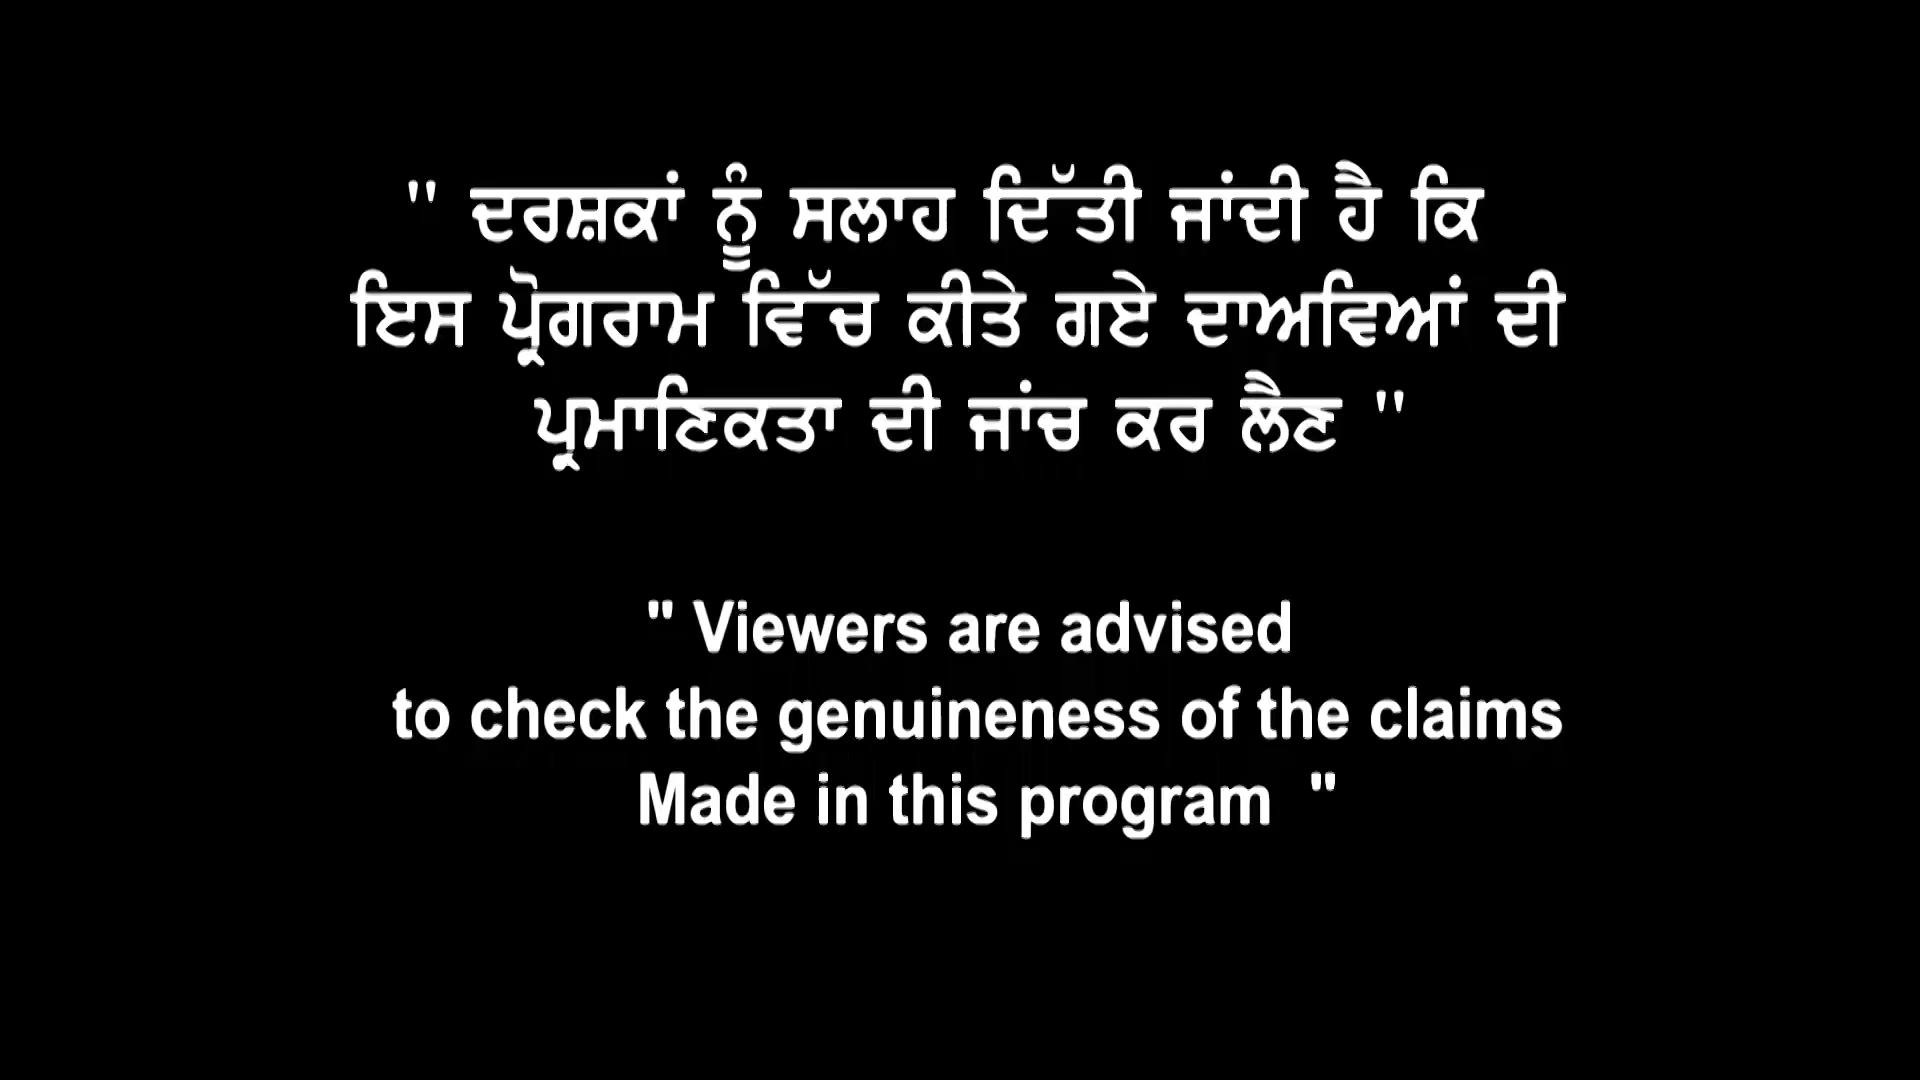 " ਦਰਸ਼ਕਾਂ ਨੂੰ ਸਲਾਹ ਦਿੱਤੀ ਜਾਂਦੀ ਹੈ ਕਿ
ਇਸ ਪ੍ਰੋਗਰਾਮ ਵਿੱਚ ਕੀਤੇ ਗਏ ਦਾਅਵਿਆਂ ਦੀ
ਪ੍ਰਮਾਣਿਕਤਾ ਦੀ ਜਾਂਚ ਕਰ ਲੈਣ "
" Viewers are advised
to check the genuineness of the claims
Made in this program "